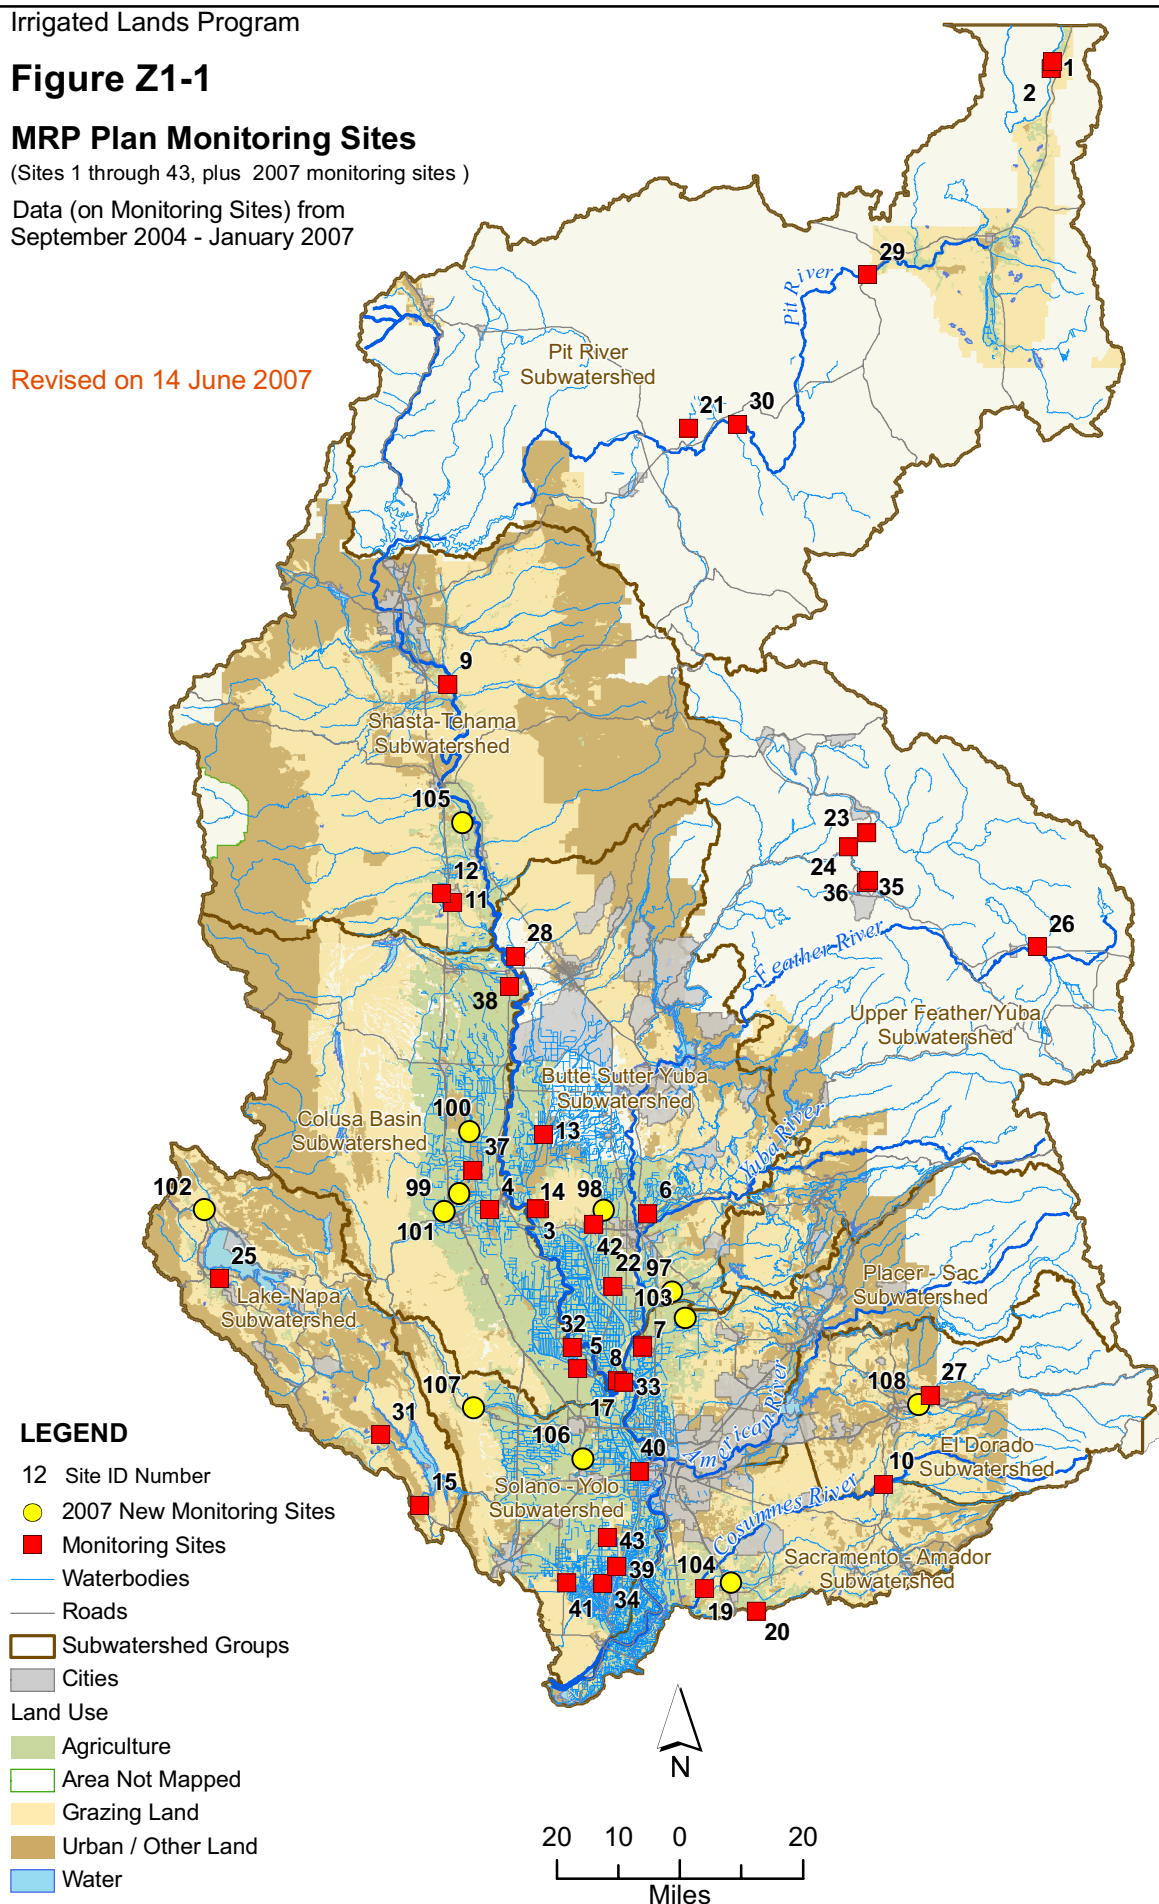 Irrigated Lands Program
Figure Z1-1
MRP Plan Monitoring Sites
(Sites 1 through 43, plus 2007 monitoring sites )
Data (on Monitoring Sites) from
September 2004 - January 2007
Revised on 14 June 2007
1
2
29
Pit River
Pit River
Subwatershed
21
30
9
Shasta-Tehama
Subwatershed
105
12
11
23
24
36
35
26
28
38
Feather River
Upper Feather/Yuba
Subwatershed
Butte Sutter Yuba
Subwatershed
100
Colusa Basin
Subwatershed
13
37
Yuba River
102
99
4
14
98
6
101
3
42
25
22
97
Lake-Napa
Subwatershed
103
Placer - Sac
Subwatershed
32
5
7
8
33
107
17
108
27
31
106
40
American River
El Dorado
Subwatershed
10
15
Solano - Yolo
Subwatershed
Cosumnes River
43
39
104
Sacramento - Amador
Subwatershed
41
34
19
20
LEGEND
12 Site ID Number
2007 New Monitoring Sites
Monitoring Sites
Waterbodies
Roads
Subwatershed Groups
Cities
Land Use
Agriculture
Area Not Mapped
Grazing Land
Urban / Other Land
Water
N
20 10 0 20
Miles